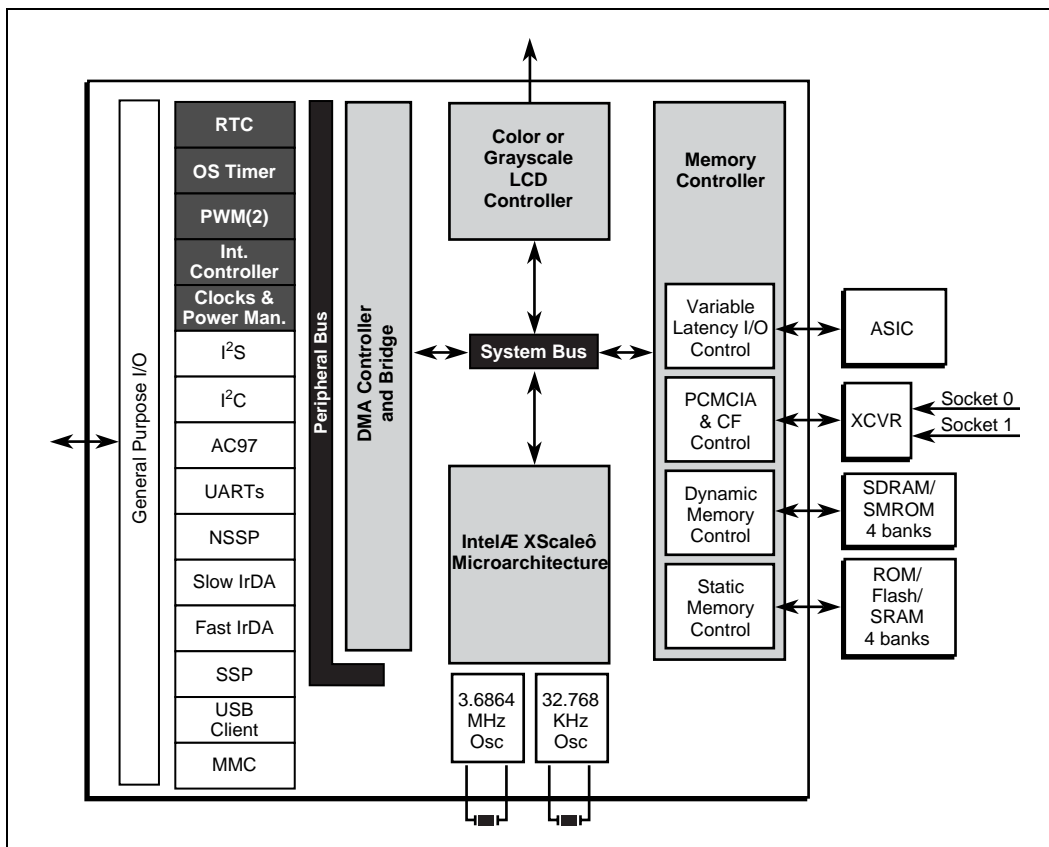 General Purpose I/O
RTC
OS Timer
PWM(2)
Int.
Controller
Clocks &
Power Man.
I²S
I²C
AC97
UARTs
NSSP
Slow IrDA
Fast IrDA
SSP
USB
Client
MMC
Peripheral Bus
DMA Controller
and Bridge
Color or
Grayscale
LCD
Controller
System Bus
IntelÆ XScaleô
Microarchitecture
3.6864
MHz
Osc
32.768
KHz
Osc
Memory
Controller
Variable
Latency I/O
Control
PCMCIA
& CF
Control
Dynamic
Memory
Control
Static
Memory
Control
ASIC
XCVR
Socket 0
Socket 1
SDRAM/
SMROM
4 banks
ROM/
Flash/
SRAM
4 banks